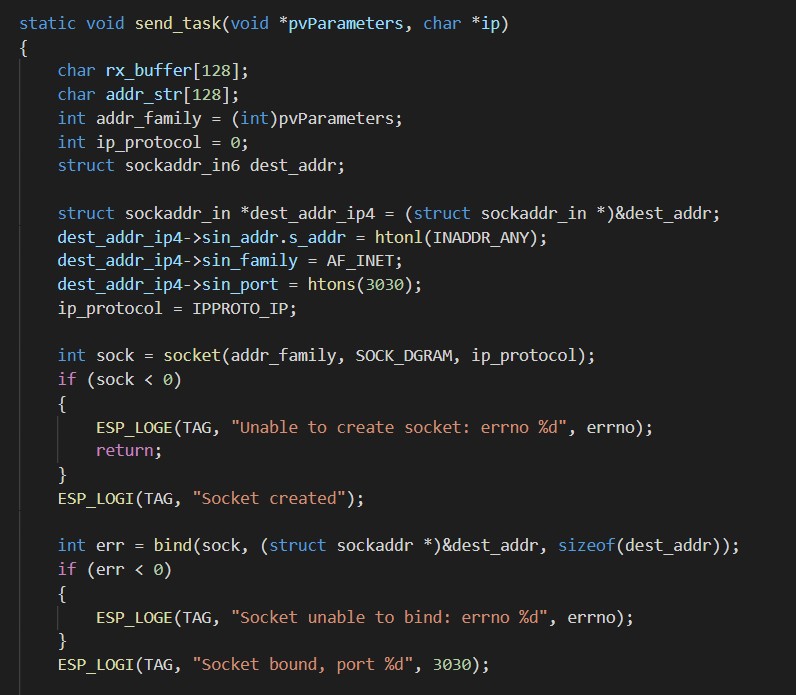 static void send_task(void *pvParameters, char *ip)
{
    char rx_buffer[128];
    char addr_str[128];
    int addr_family = (int)pvParameters;
    int ip_protocol = 0;
    struct sockaddr_in6 dest_addr;

    struct sockaddr_in *dest_addr_ip4 = (struct sockaddr_in *)&dest_addr;
    dest_addr_ip4->sin_addr.s_addr = htonl(INADDR_ANY);
    dest_addr_ip4->sin_family = AF_INET;
    dest_addr_ip4->sin_port = htons(3030);
    ip_protocol = IPPROTO_IP;

    int sock = socket(addr_family, SOCK_DGRAM, ip_protocol);
    if (sock < 0)
    {
        ESP_LOGE(TAG, "Unable to create socket: errno %d", errno);
        return;
    }
    ESP_LOGI(TAG, "Socket created");

    int err = bind(sock, (struct sockaddr *)&dest_addr, sizeof(dest_addr));
    if (err < 0)
    {
        ESP_LOGE(TAG, "Socket unable to bind: errno %d", errno);
    }
    ESP_LOGI(TAG, "Socket bound, port %d", 3030);